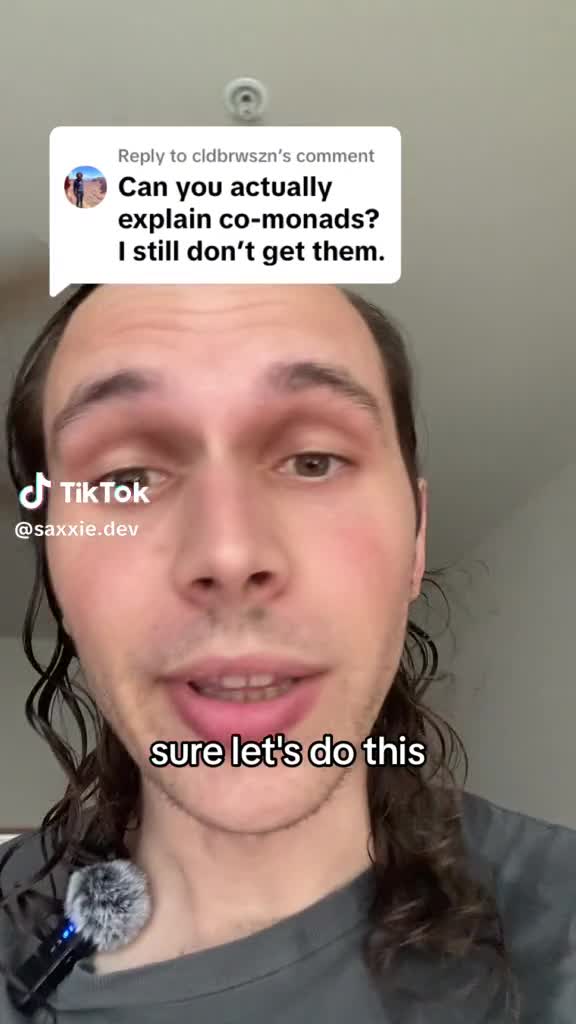 Reply to cldbrwszn's comment
Can you actually
explain co-monads?
I still don't get them.
TikTok
@saxxie.dev
sure let's do this